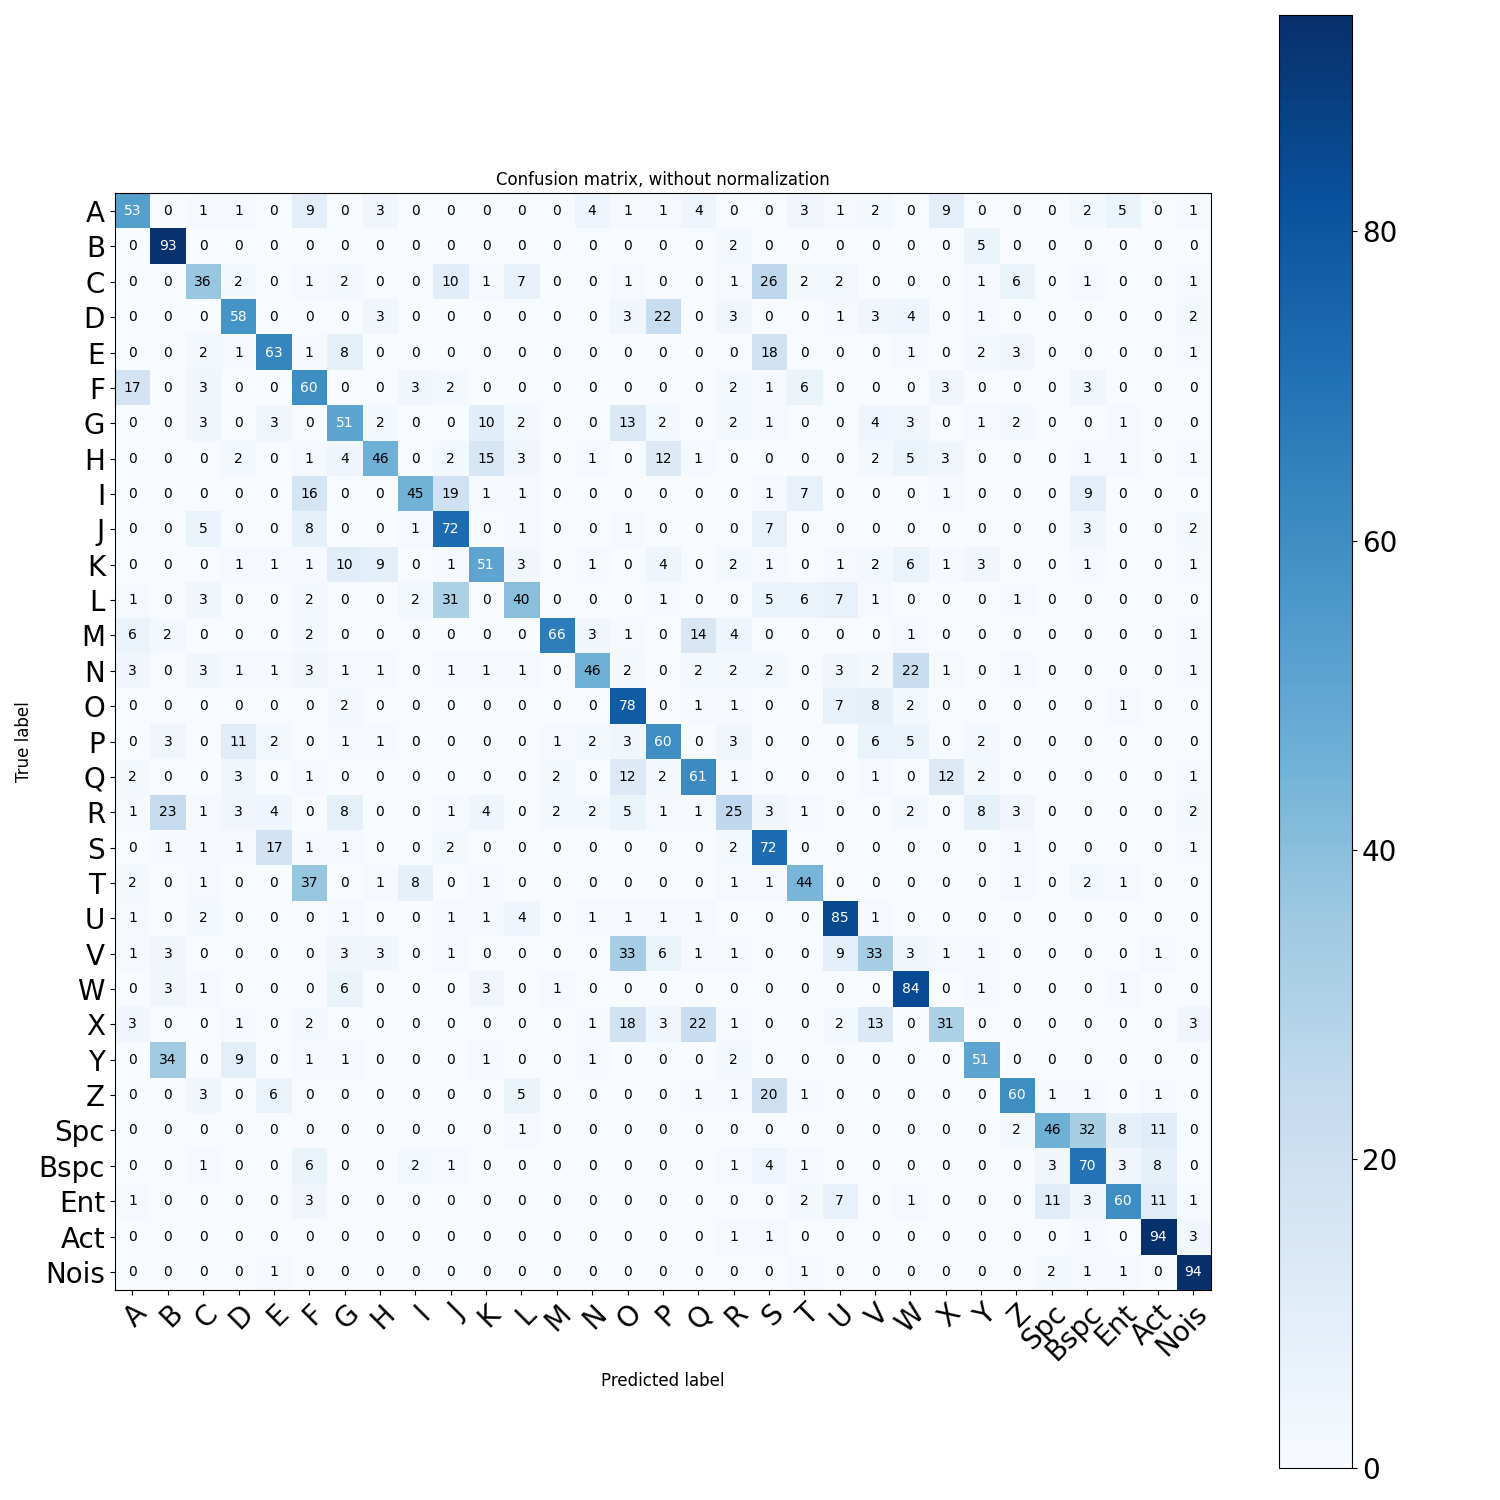 Confusion matrix, without normalization
A 53 0 1 1 0 9 0 3 0 0 0 0 0 4 1 1 4 0 0 3 1 2 0 9 0 0 0 2 5 0 1
B 0 93 0 0 0 0 0 0 0 0 0 0 0 0 0 0 0 2 0 0 0 0 0 0 5 0 0 0 0 0 0
C 0 0 36 2 0 1 2 0 0 10 1 7 0 0 1 0 0 1 26 2 2 0 0 0 1 6 0 1 0 0 1
D 0 0 0 58 0 0 0 3 0 0 0 0 0 0 3 22 0 3 0 0 1 3 4 0 1 0 0 0 0 0 2
E 0 0 2 1 63 1 8 0 0 0 0 0 0 0 0 0 0 0 18 0 0 0 1 0 2 3 0 0 0 0 1
F 17 0 3 0 0 60 0 0 3 2 0 0 0 0 0 0 0 2 1 6 0 0 0 3 0 0 0 3 0 0 0
G 0 0 3 0 3 0 51 2 0 0 10 2 0 0 13 2 0 2 1 0 0 4 3 0 1 2 0 0 1 0 0
H 0 0 0 2 0 1 4 46 0 2 15 3 0 1 0 12 1 0 0 0 0 2 5 3 0 0 0 1 1 0 1
I 0 0 0 0 0 16 0 0 45 19 1 1 0 0 0 0 0 0 1 7 0 0 0 1 0 0 0 9 0 0 0
J 0 0 5 0 0 8 0 0 1 72 0 1 0 0 1 0 0 0 7 0 0 0 0 0 0 0 0 3 0 0 2
K 0 0 0 1 1 1 10 9 0 1 51 3 0 1 0 4 0 2 1 0 1 2 6 1 3 0 0 1 0 0 1
L 1 0 3 0 0 2 0 0 2 31 0 40 0 0 0 1 0 0 5 6 7 1 0 0 0 1 0 0 0 0 0
M 6 2 0 0 0 2 0 0 0 0 0 0 66 3 1 0 14 4 0 0 0 0 1 0 0 0 0 0 0 0 1
N 3 0 3 1 1 3 1 1 0 1 1 1 0 46 2 0 2 2 2 0 3 2 22 1 0 1 0 0 0 0 1
O 0 0 0 0 0 0 2 0 0 0 0 0 0 0 78 0 1 1 0 0 7 8 2 0 0 0 0 0 1 0 0
P 0 3 0 11 2 0 1 1 0 0 0 0 1 2 3 60 0 3 0 0 0 6 5 0 2 0 0 0 0 0 0
Q 2 0 0 3 0 1 0 0 0 0 0 0 2 0 12 2 61 1 0 0 0 1 0 12 2 0 0 0 0 0 1
R 1 23 1 3 4 0 8 0 0 1 4 0 2 2 5 1 1 25 3 1 0 0 2 0 8 3 0 0 0 0 2
S 0 1 1 1 17 1 1 0 0 2 0 0 0 0 0 0 0 2 72 0 0 0 0 0 0 1 0 0 0 0 1
T 2 0 1 0 0 37 0 1 8 0 1 0 0 0 0 0 0 1 1 44 0 0 0 0 0 1 0 2 1 0 0
U 1 0 2 0 0 0 1 0 0 1 1 4 0 1 1 1 1 0 0 0 85 1 0 0 0 0 0 0 0 0 0
V 1 3 0 0 0 0 3 3 0 1 0 0 0 0 33 6 1 1 0 0 9 33 3 1 1 0 0 0 0 1 0
W 0 3 1 0 0 0 6 0 0 0 3 0 1 0 0 0 0 0 0 0 0 0 84 0 1 0 0 0 1 0 0
X 3 0 0 1 0 2 0 0 0 0 0 0 0 1 18 3 22 1 0 0 2 13 0 31 0 0 0 0 0 0 3
Y 0 34 0 9 0 1 1 0 0 0 1 0 0 1 0 0 0 2 0 0 0 0 0 0 51 0 0 0 0 0 0
Z 0 0 3 0 6 0 0 0 0 0 0 5 0 0 0 0 1 1 20 1 0 0 0 0 0 60 1 1 0 1 0
Spc 0 0 0 0 0 0 0 0 0 0 0 1 0 0 0 0 0 0 0 0 0 0 0 0 0 2 46 32 8 11 0
Bspc 0 0 1 0 0 6 0 0 2 1 0 0 0 0 0 0 0 1 4 1 0 0 0 0 0 0 3 70 3 8 0
Ent 1 0 0 0 0 3 0 0 0 0 0 0 0 0 0 0 0 0 0 2 7 0 1 0 0 0 11 3 60 11 1
Act 0 0 0 0 0 0 0 0 0 0 0 0 0 0 0 0 0 1 1 0 0 0 0 0 0 0 0 1 0 94 3
Nois 0 0 0 0 1 0 0 0 0 0 0 0 0 0 0 0 0 0 0 1 0 0 0 0 0 0 2 1 1 0 94
A B C D E F G H I J K L M N O P Q R S T U V W X Y Z Spc Bspc Ent Act Nois
Predicted label
True label
80
60
40
20
0